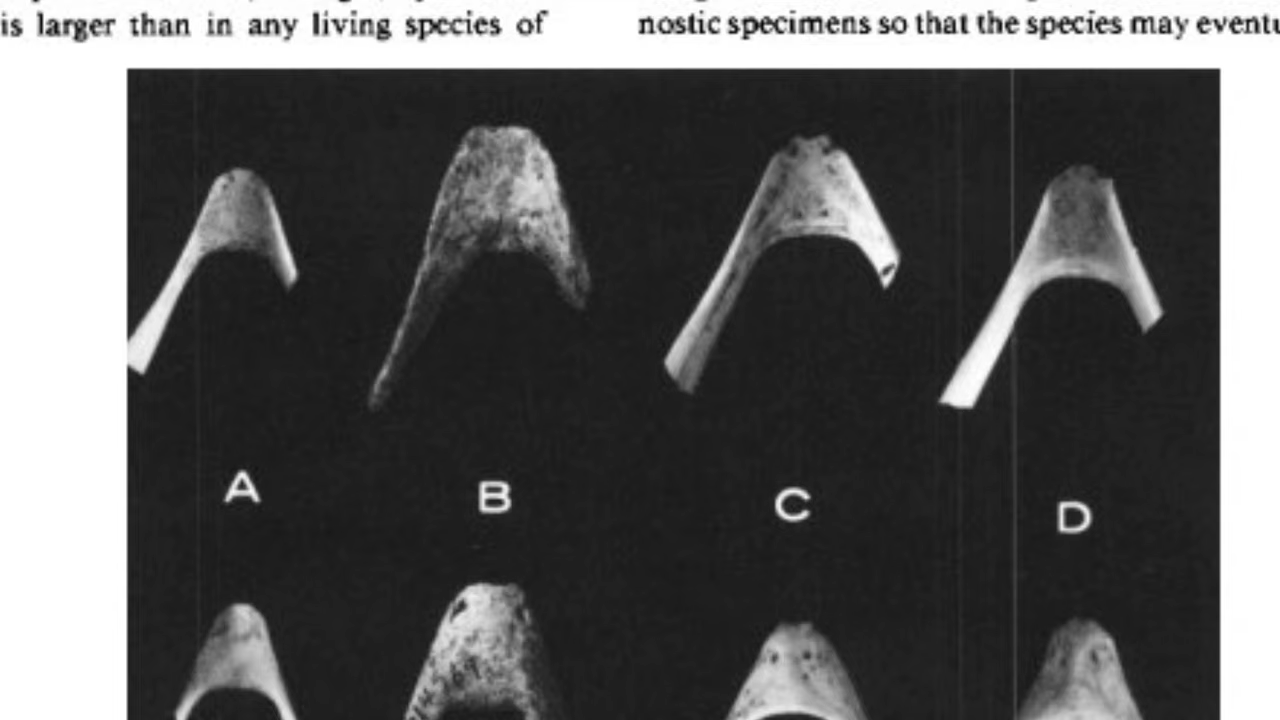 is larger than in any living species of
nostic specimens so that the species may eventu
A B C D